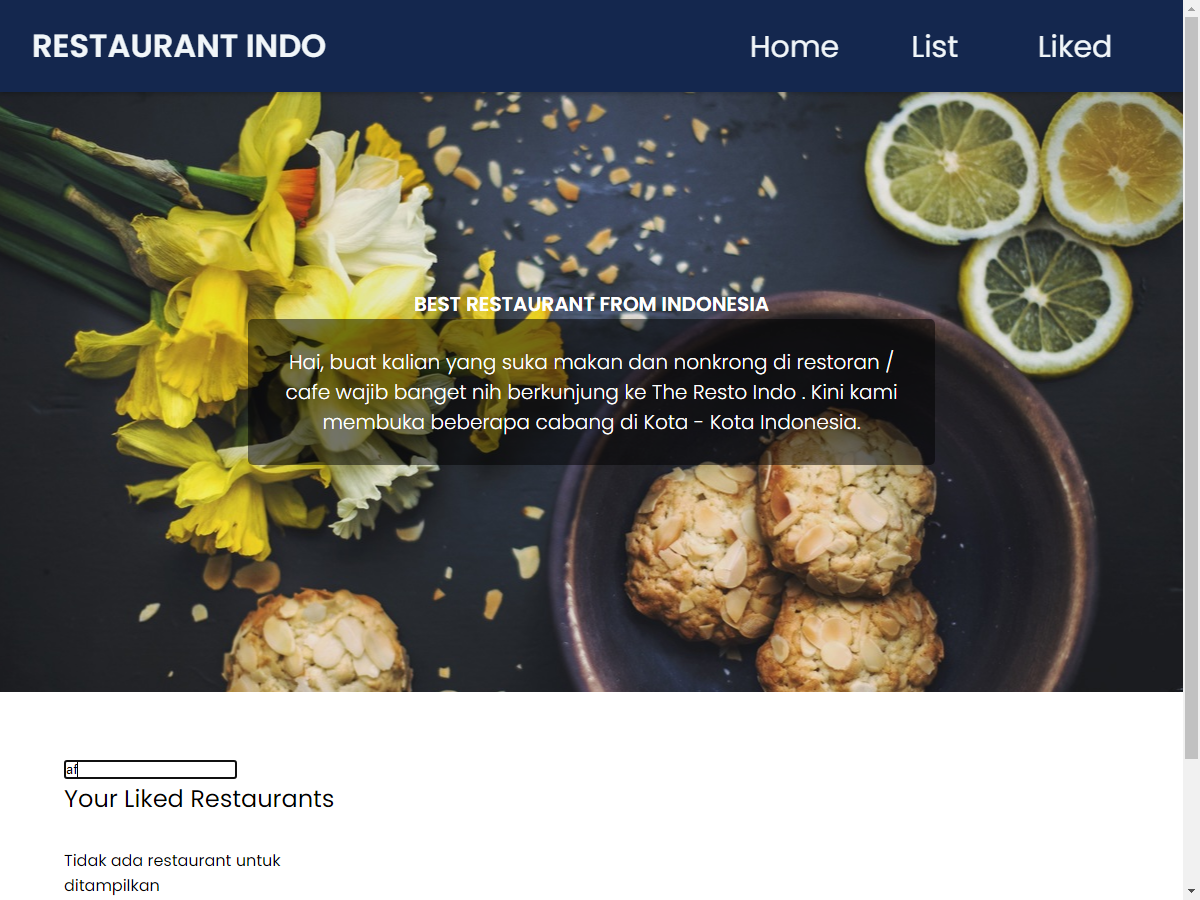 RESTAURANT INDO
Home
List
Liked
BEST RESTAURANT FROM INDONESIA
Hai, buat kalian yang suka makan dan nonkrong di restoran /
cafe wajib banget nih berkunjung ke The Resto Indo . Kini kami
membuka beberapa cabang di Kota - Kota Indonesia.
af
Your Liked Restaurants
Tidak ada restaurant untuk
ditampilkan